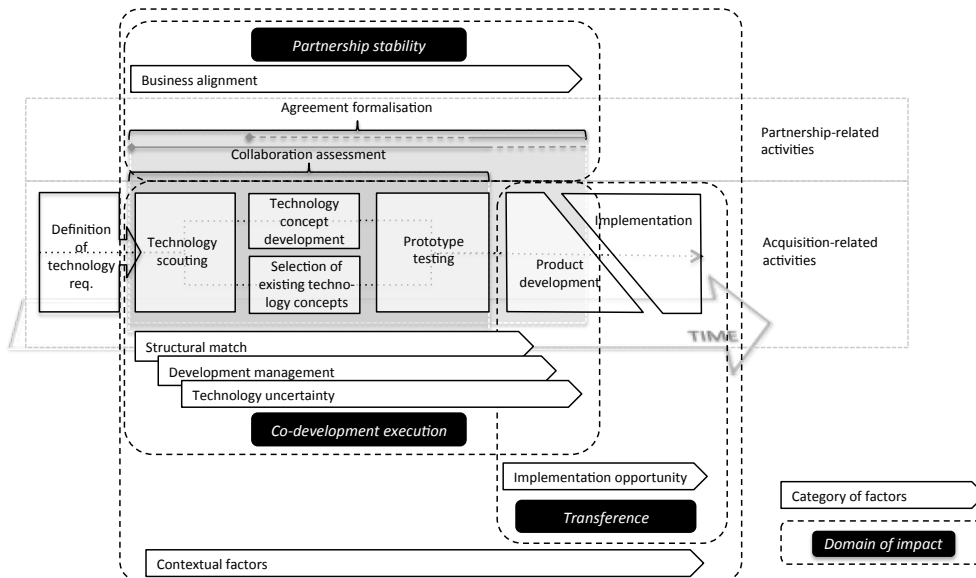 Partnership stability
Business alignment
Agreement formalisation
Partnership-related
activities
Collaboration assessment
Definition of
technology
req.
Technology
scouting
Technology
concept
development
Selection of
existing techno-
logy concepts
Prototype
testing
Product
development
Implementation
Acquisition-related
activities
TIME
Structural match
Development management
Technology uncertainty
Co-development execution
Implementation opportunity
Transference
Contextual factors
Category of factors
Domain of impact